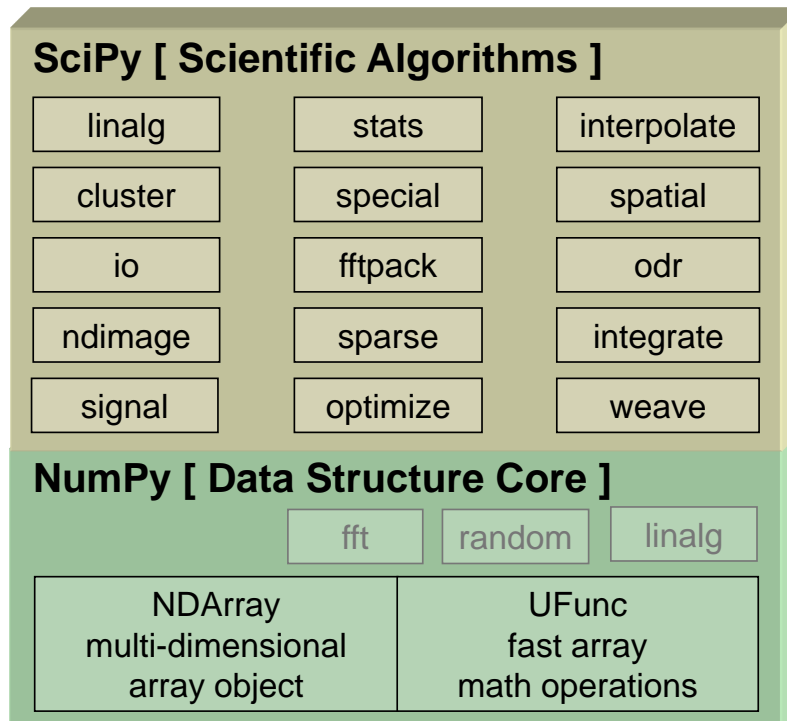 SciPy [ Scientific Algorithms ]
linalg stats interpolate
cluster special spatial
io fftpack odr
ndimage sparse integrate
signal optimize weave
NumPy [ Data Structure Core ]
fft random linalg
NDArray
multi-dimensional
array object
UFunc
fast array
math operations